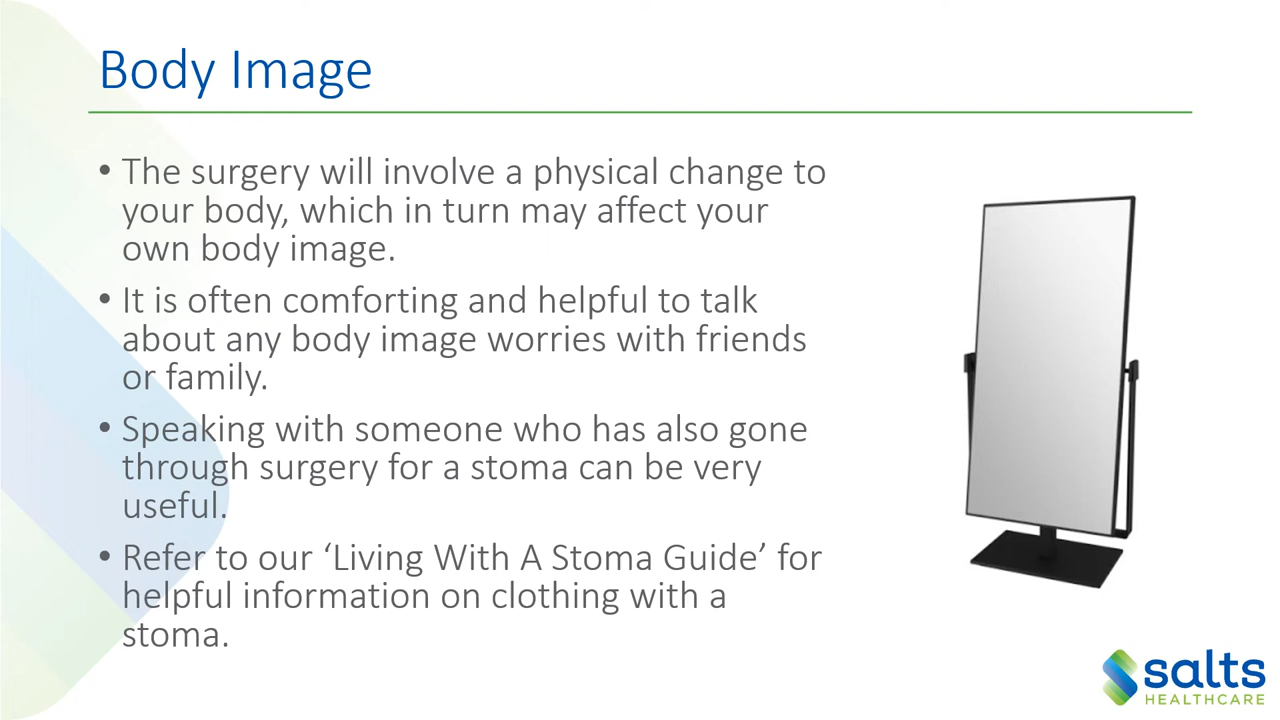 Body Image
• The surgery will involve a physical change to
your body, which in turn may affect your
own body image.
• It is often comforting and helpful to talk
about any body image worries with friends
or family.
• Speaking with someone who has also gone
through surgery for a stoma can be very
useful.
• Refer to our ‘Living With A Stoma Guide’ for
helpful information on clothing with a
stoma.
salts
HEALTHCARE